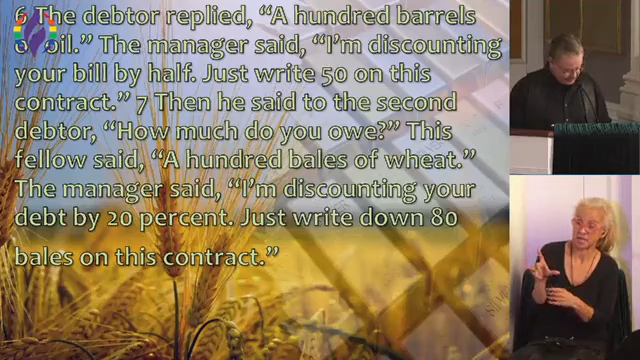 6 The debtor replied, “A hundred barrels
of oil.” The manager said, “I’m discounting
your bill by half. Just write 50 on this
contract.” 7 Then he said to the second
debtor, “How much do you owe?” This
fellow said, “A hundred bales of wheat.”
The manager said, “I’m discounting your
debt by 20 percent. Just write down 80
bales on this contract.”